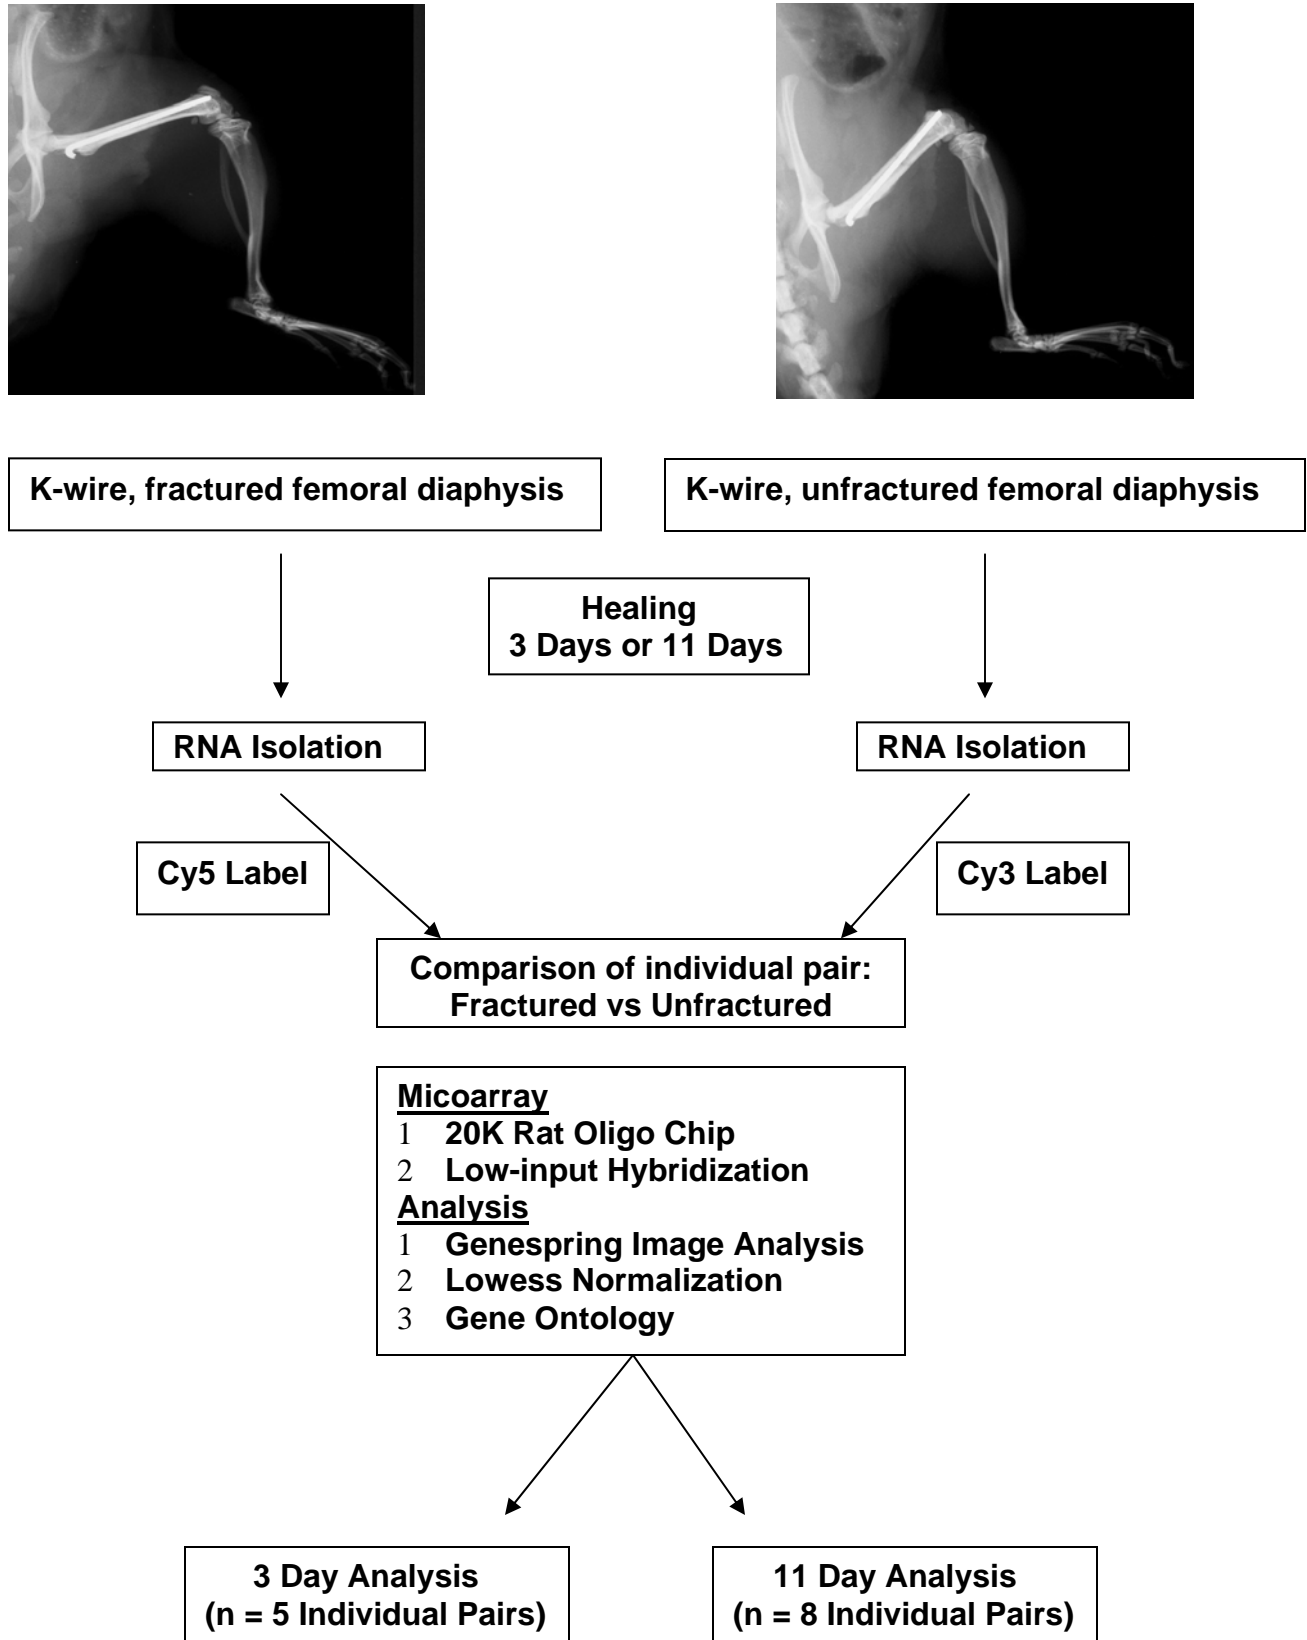 K-wire, fractured femoral diaphysis
K-wire, unfractured femoral diaphysis
Healing
3 Days or 11 Days
RNA Isolation
RNA Isolation
Cy5 Label
Cy3 Label
Comparison of individual pair:
Fractured vs Unfractured
Micoarray
1 20K Rat Oligo Chip
2 Low-input Hybridization
Analysis
1 Genespring Image Analysis
2 Lowess Normalization
3 Gene Ontology
3 Day Analysis
(n = 5 Individual Pairs)
11 Day Analysis
(n = 8 Individual Pairs)